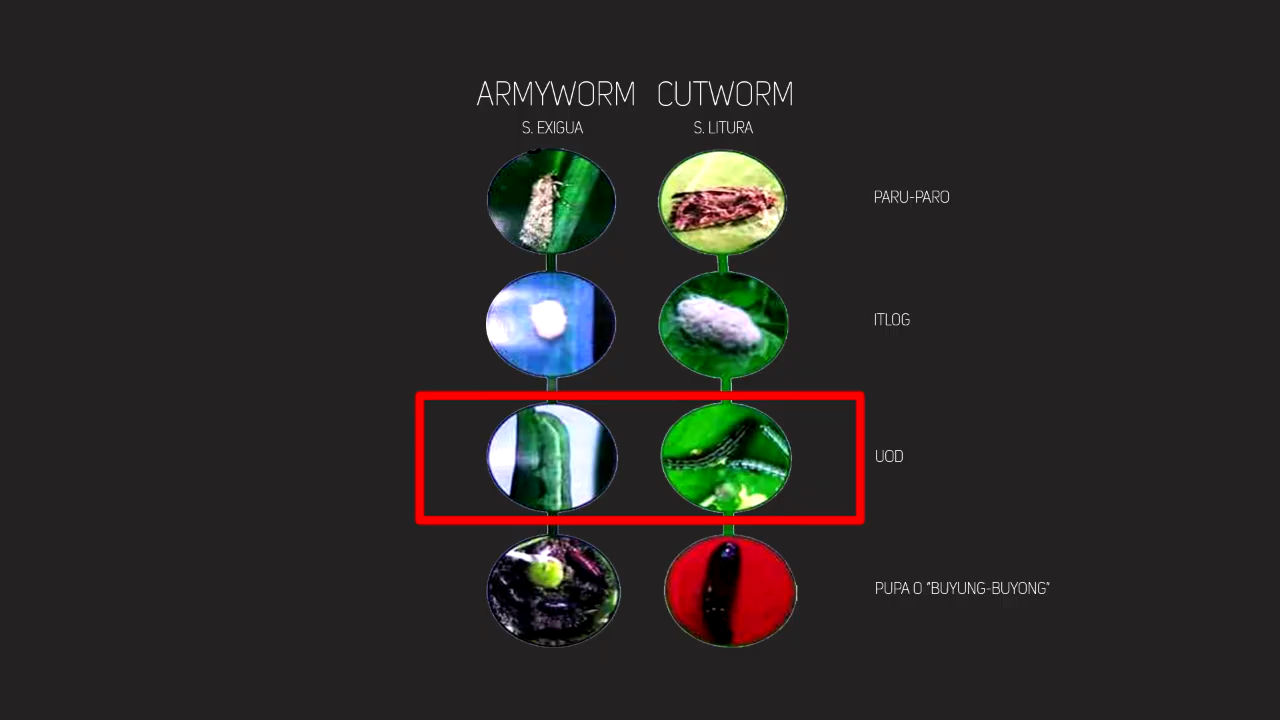 ARMYWORM CUTWORM
S. EXIGUA S. LITURA
PARU-PARO
ITLOG
UOD
PUPA O "BUYUNG-BUYONG"